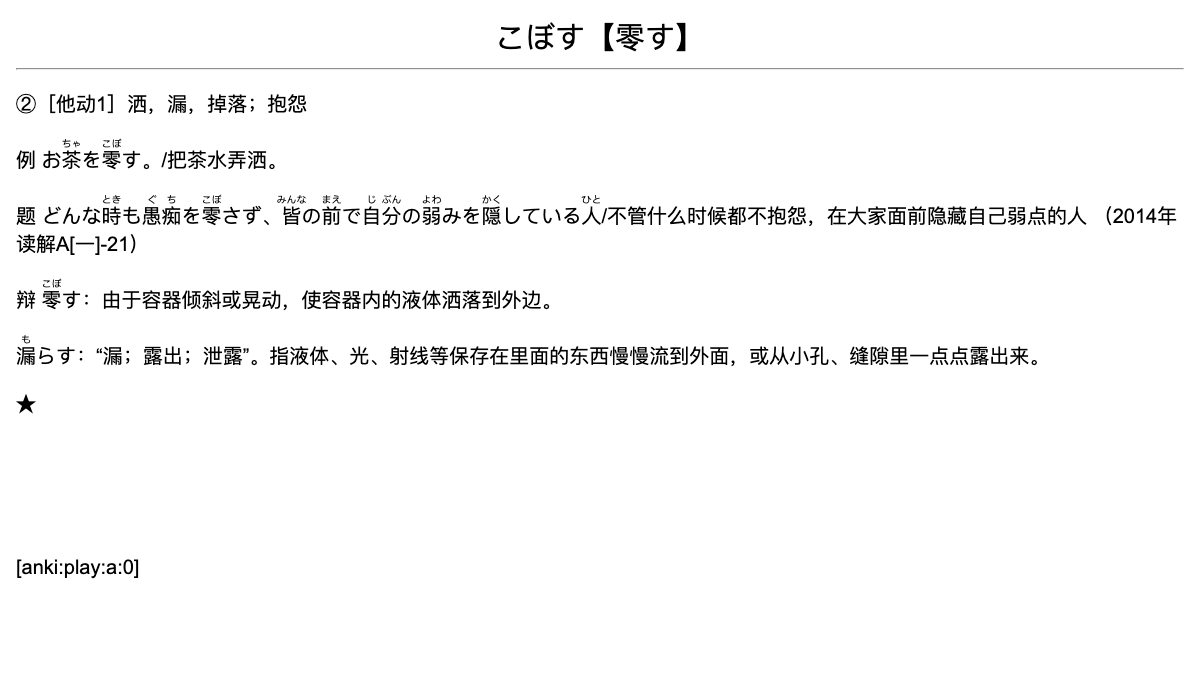 こぼす【零す】
②［他动1］洒，漏，掉落；抱怨
例 お茶を零す。/把茶水弄洒。
题 どんな時も愚痴を零さず、皆の前で自分の弱みを隠している人/不管什么时候都不抱怨，在大家面前隐藏自己弱点的人 （2014年
读解A[一]-21）
辩 零す：由于容器倾斜或晃动，使容器内的液体洒落到外边。
漏らす：“漏；露出；泄露”。指液体、光、射线等保存在里面的东西慢慢流到外面，或从小孔、缝隙里一点点露出来。
★
[anki:play:a:0]